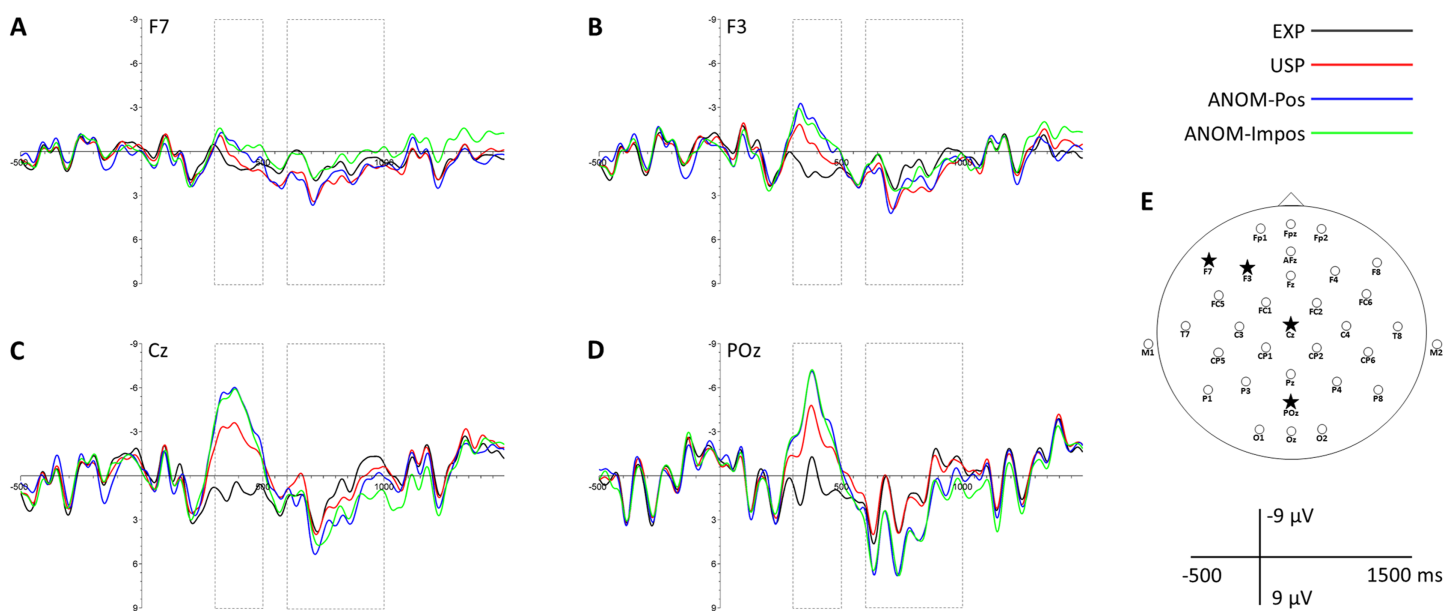 A F7
-9
-6
-3
3
6
9
-500
500
1000
B F3
-9
-6
-3
3
6
9
-500
500
1000
EXP
USP
ANOM-Pos
ANOM-Impos
C Cz
-9
-6
-3
3
6
9
-500
500
1000
D POz
-9
-6
-3
3
6
9
-500
500
1000
E
Fp1 Fpz Fp2
AFz
F7 F3 Fz F4 F8
FC5 FC1 FC2 FC6
T7 C3 Cz C4 T8
M1 M2
CP5 CP1 CP2 CP6
P1 P3 Pz P4 P8
POz
O1 Oz O2
-9 µV
-500 1500 ms
9 µV